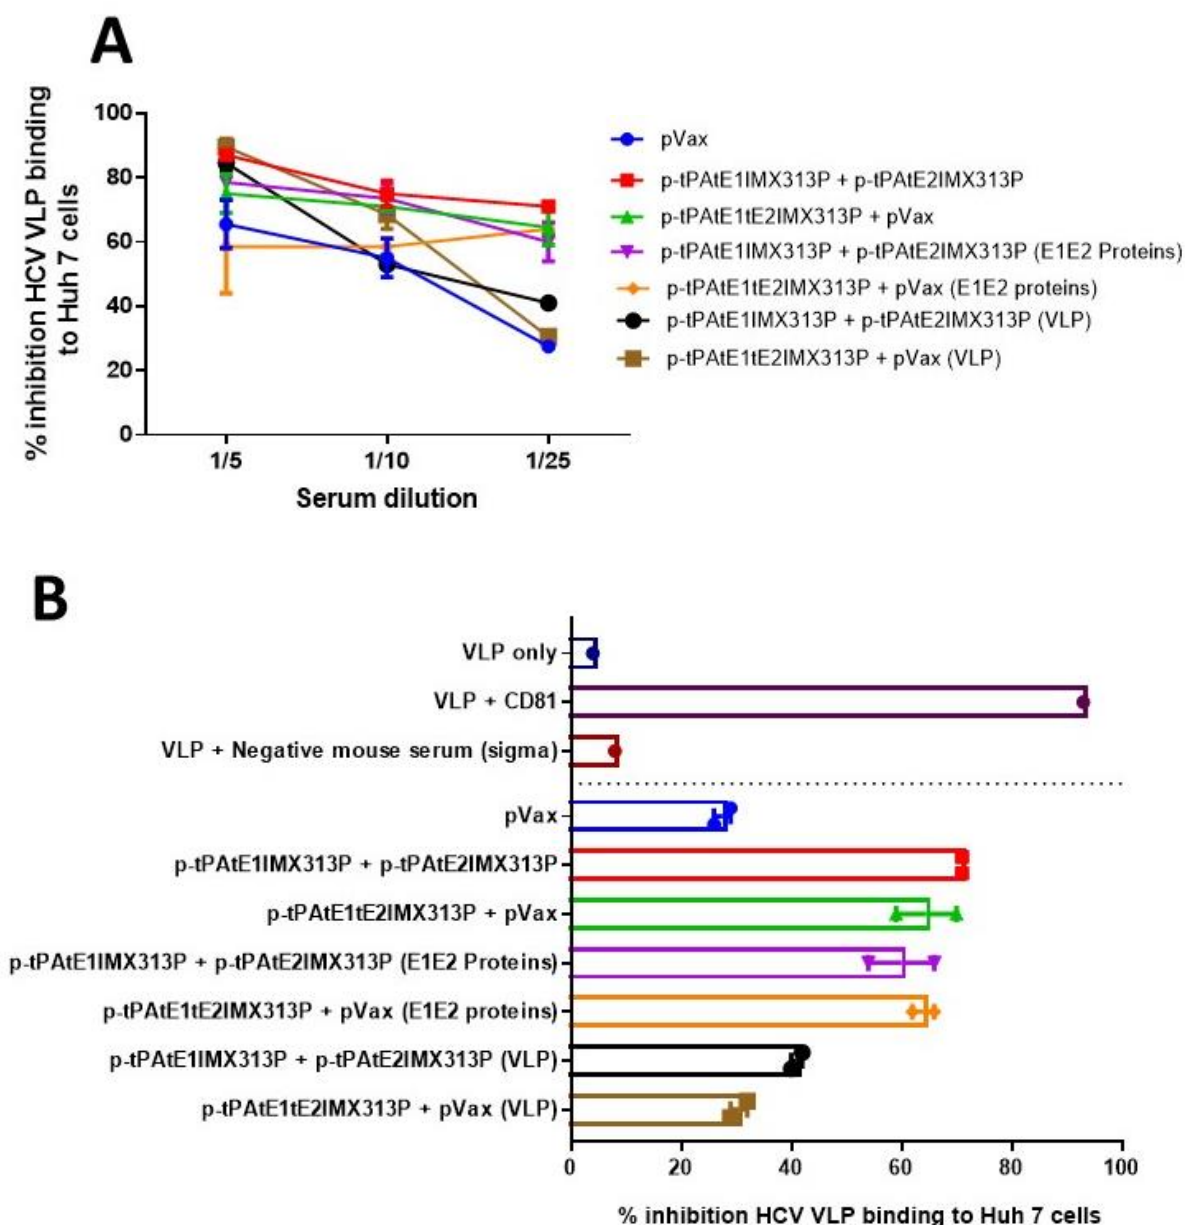 A
% inhibition HCV VLP binding
to Huh 7 cells
100
80
60
40
20
0
1/5
1/10
1/25
Serum dilution
pVax
p-tPAtE1IMX313P + p-tPAtE2IMX313P
p-tPAtE1tE2IMX313P + pVax
p-tPAtE1IMX313P + p-tPAtE2IMX313P (E1E2 Proteins)
p-tPAtE1tE2IMX313P + pVax (E1E2 proteins)
p-tPAtE1IMX313P + p-tPAtE2IMX313P (VLP)
p-tPAtE1tE2IMX313P + pVax (VLP)
B
VLP only
VLP + CD81
VLP + Negative mouse serum (sigma)
pVax
p-tPAtE1IMX313P + p-tPAtE2IMX313P
p-tPAtE1tE2IMX313P + pVax
p-tPAtE1IMX313P + p-tPAtE2IMX313P (E1E2 Proteins)
p-tPAtE1tE2IMX313P + pVax (E1E2 proteins)
p-tPAtE1IMX313P + p-tPAtE2IMX313P (VLP)
p-tPAtE1tE2IMX313P + pVax (VLP)
0
20
40
60
80
100
% inhibition HCV VLP binding to Huh 7 cells